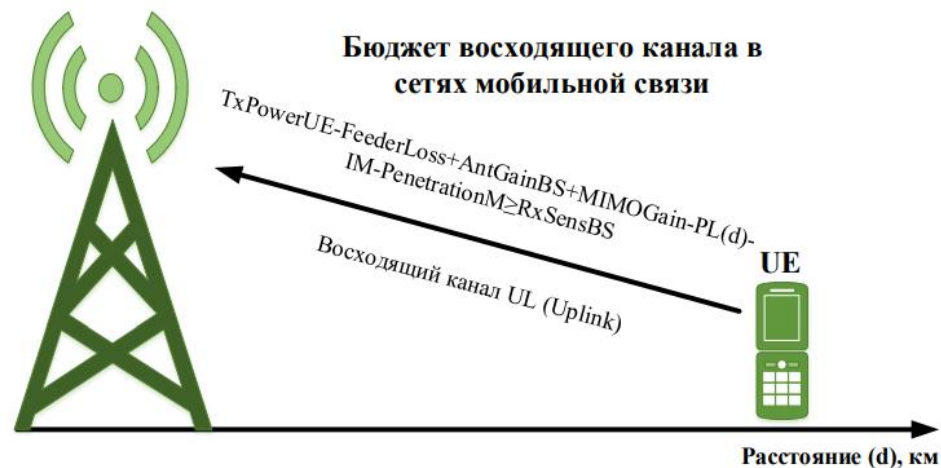 Бюджет восходящего канала в
сетях мобильной связи
TxPowerUE-FeederLoss+AntGainBS+MIMOGain-PL(d)-
IM-PenetrationM≥RxSensBS
Восходящий канал UL (Uplink)
UE
Расстояние (d), км